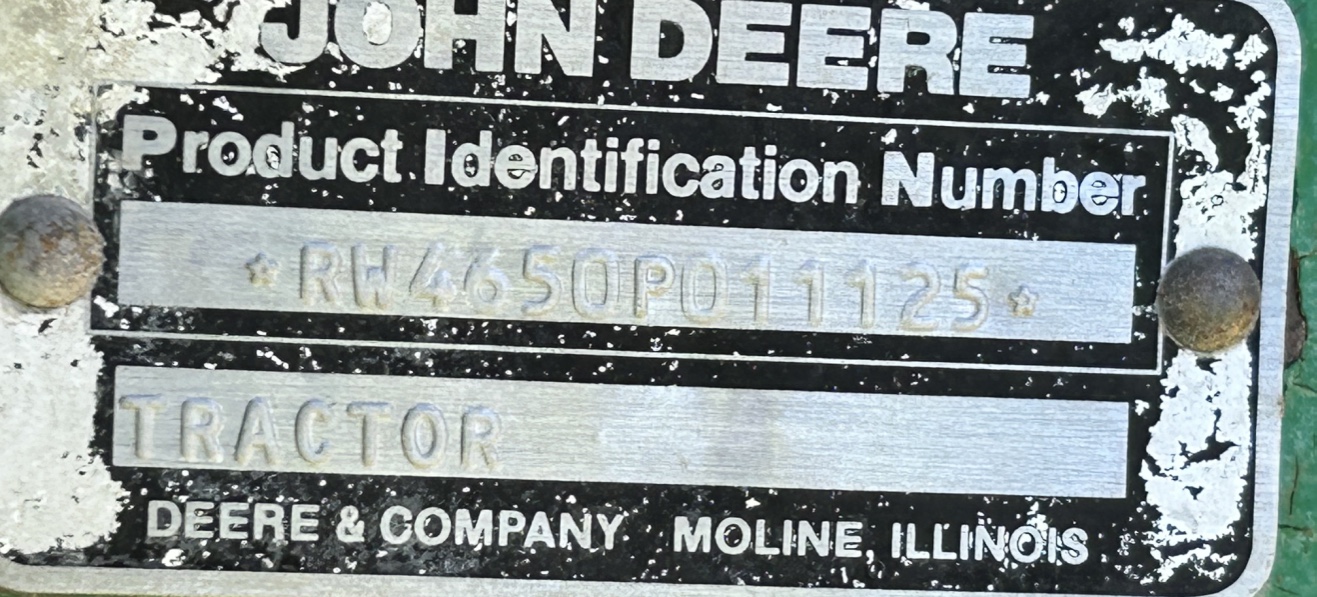 JOHN DEERE
Product Identification Number
*RW4650P011125*
TRACTOR
DEERE & COMPANY MOLINE, ILLINOIS